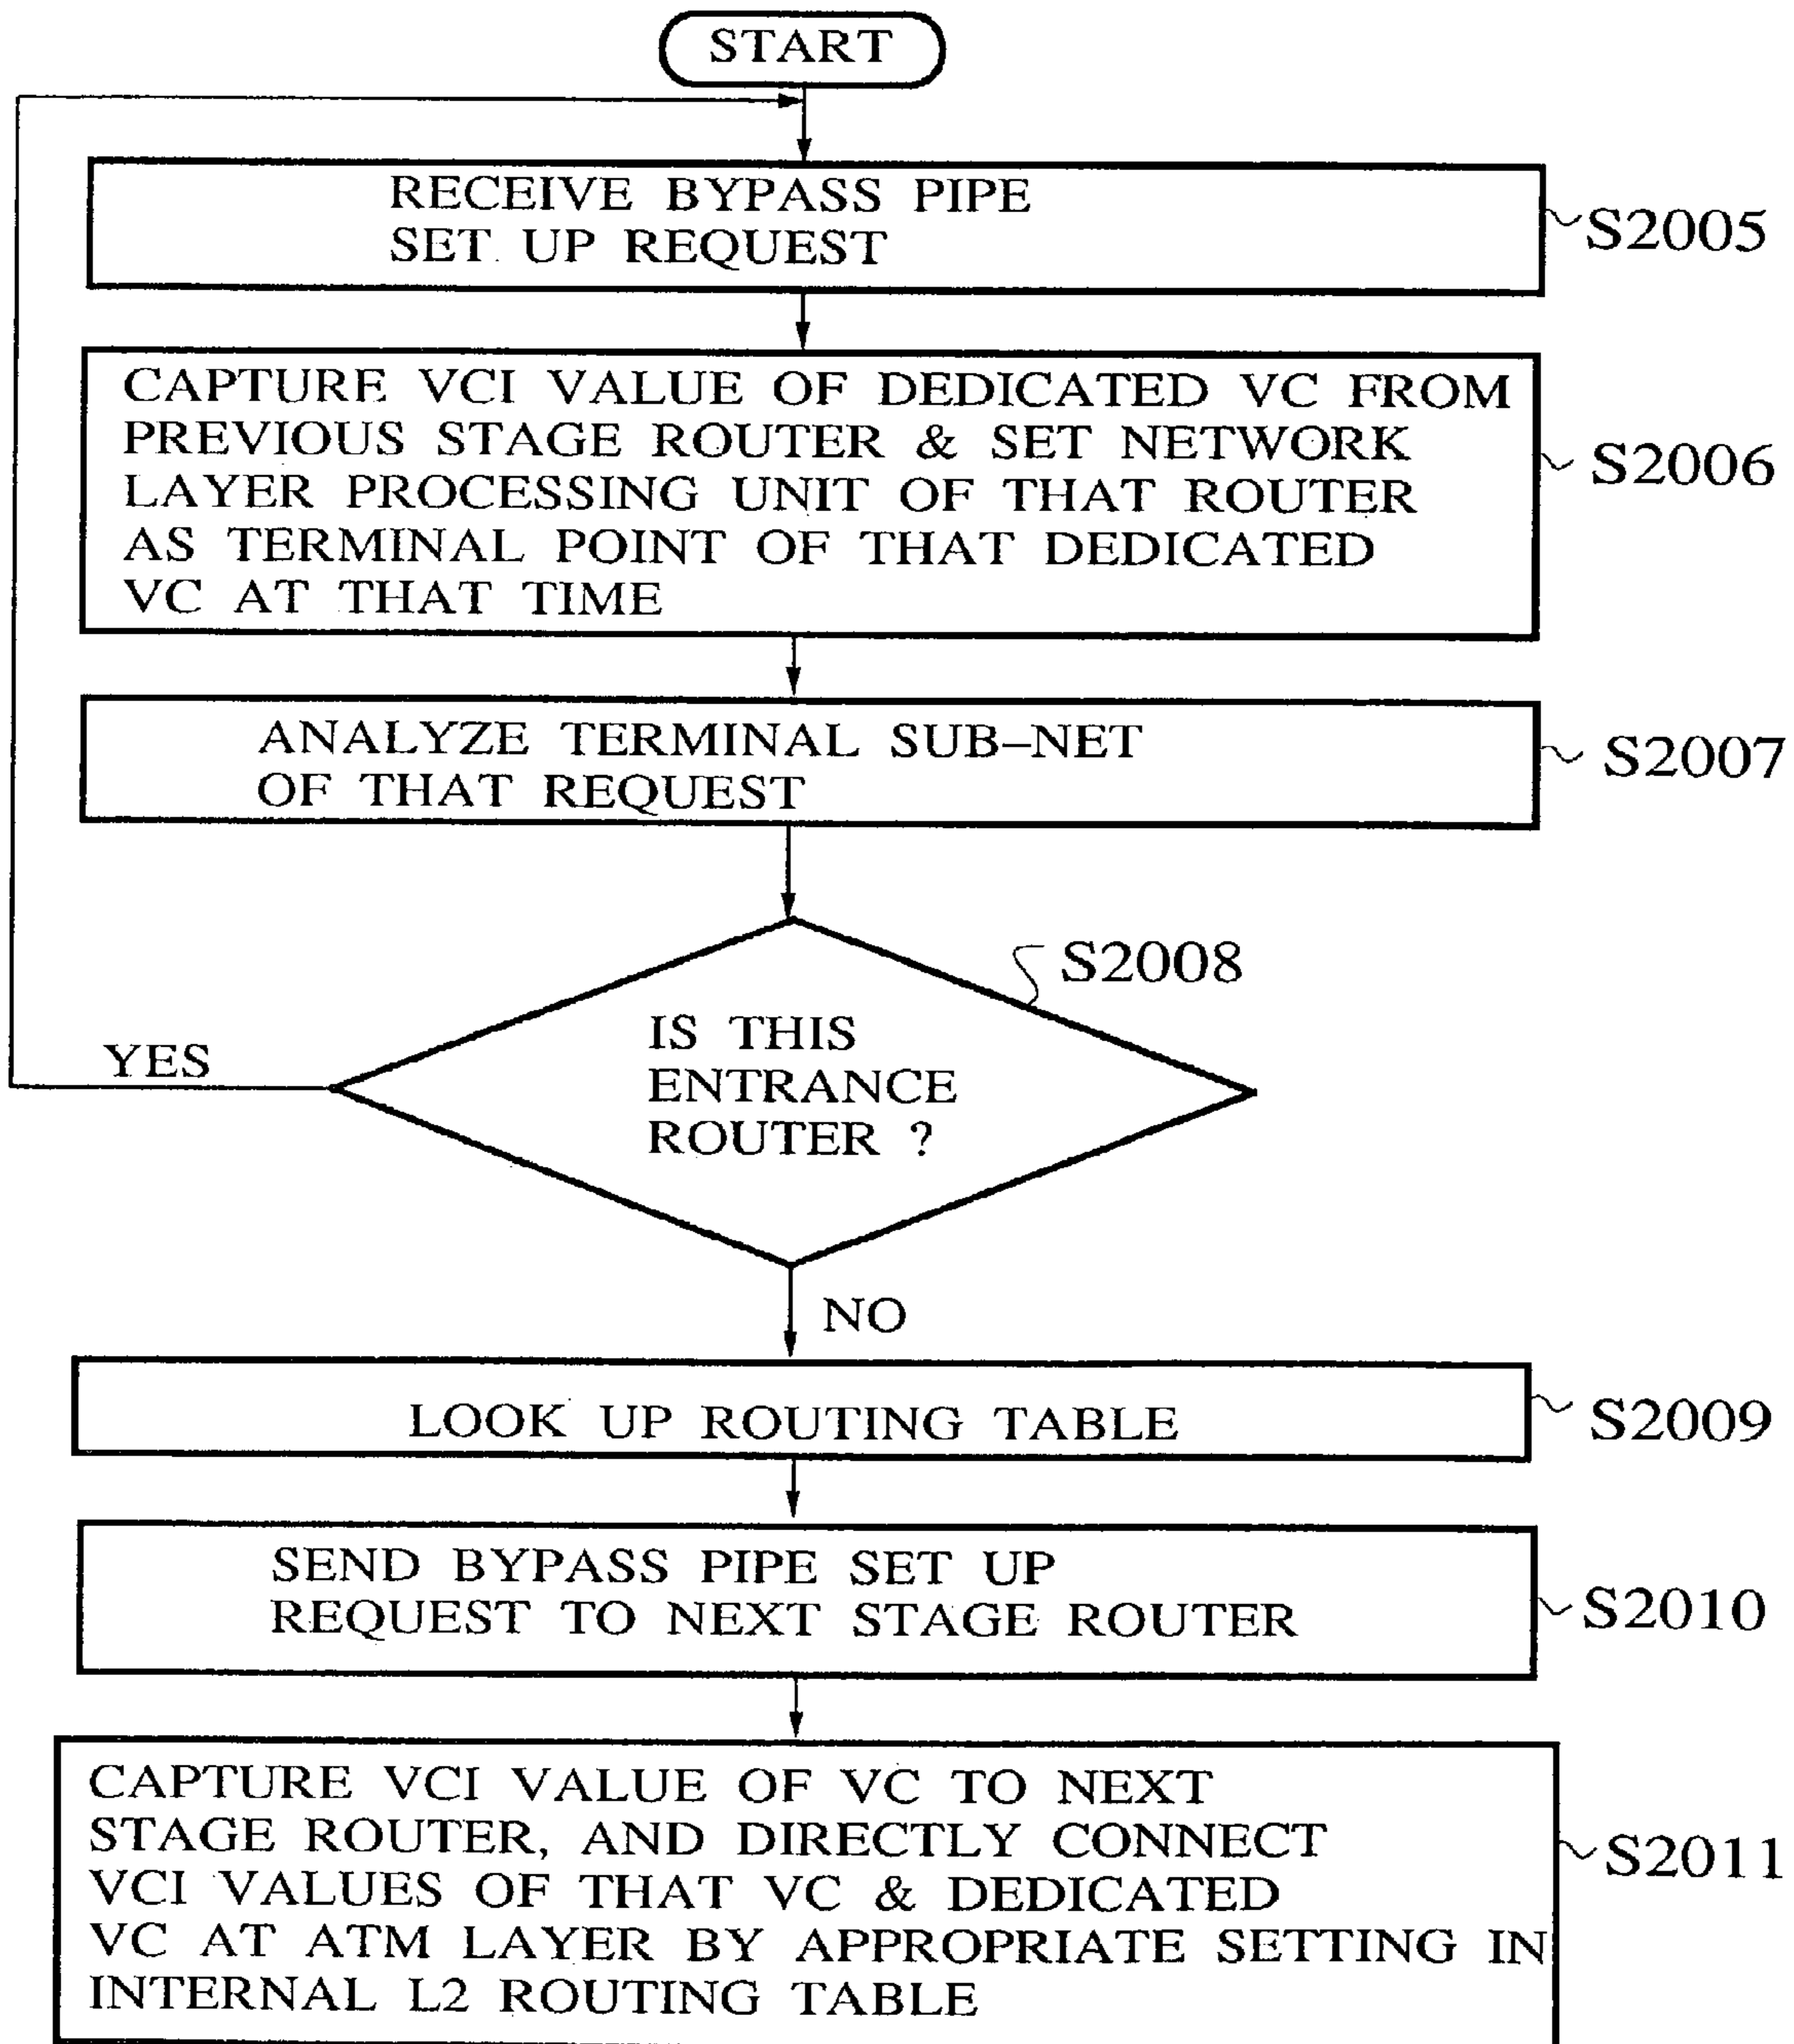 START
RECEIVE BYPASS PIPE
SET UP REQUEST
S2005
CAPTURE VCI VALUE OF DEDICATED VC FROM
PREVIOUS STAGE ROUTER & SET NETWORK
LAYER PROCESSING UNIT OF THAT ROUTER
AS TERMINAL POINT OF THAT DEDICATED
VC AT THAT TIME
S2006
ANALYZE TERMINAL SUB-NET
OF THAT REQUEST
S2007
S2008
IS THIS
ENTRANCE
ROUTER ?
YES
NO
LOOK UP ROUTING TABLE
S2009
SEND BYPASS PIPE SET UP
REQUEST TO NEXT STAGE ROUTER
S2010
CAPTURE VCI VALUE OF VC TO NEXT
STAGE ROUTER, AND DIRECTLY CONNECT
VCI VALUES OF THAT VC & DEDICATED
VC AT ATM LAYER BY APPROPRIATE SETTING IN
INTERNAL L2 ROUTING TABLE
S2011